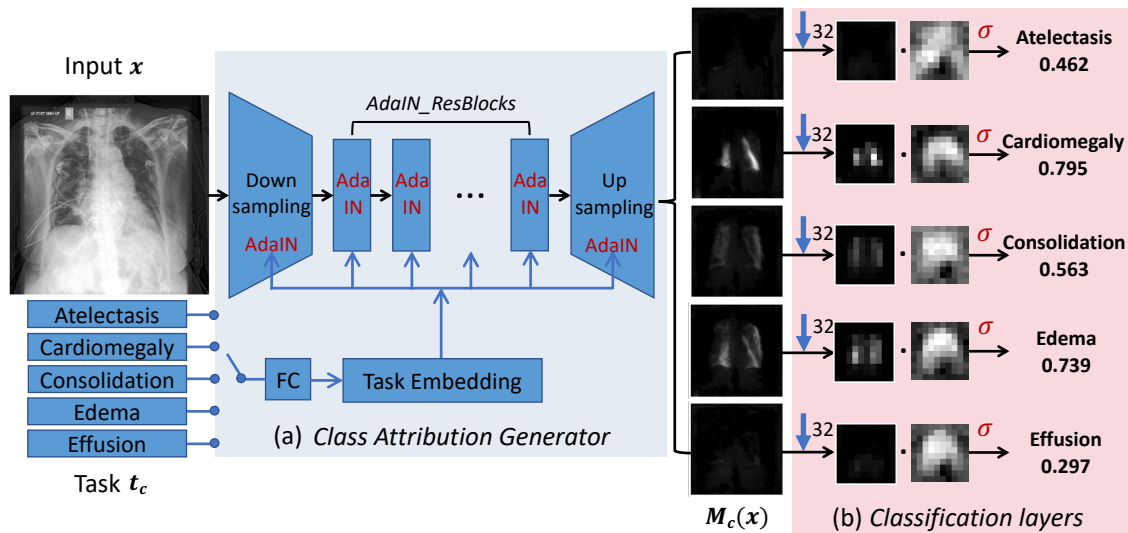 Input x
AdaIN_ResBlocks
Down
sampling
AdaIN
Ada
IN
Ada
IN
...
Ada
IN
Up
sampling
AdaIN
Atelectasis
Cardiomegaly
Consolidation
Edema
Effusion
Task t_c
FC
Task Embedding
(a) Class Attribution Generator
M_c(x)
32
σ
Atelectasis
0.462
32
σ
Cardiomegaly
0.795
32
σ
Consolidation
0.563
32
σ
Edema
0.739
32
σ
Effusion
0.297
(b) Classification layers